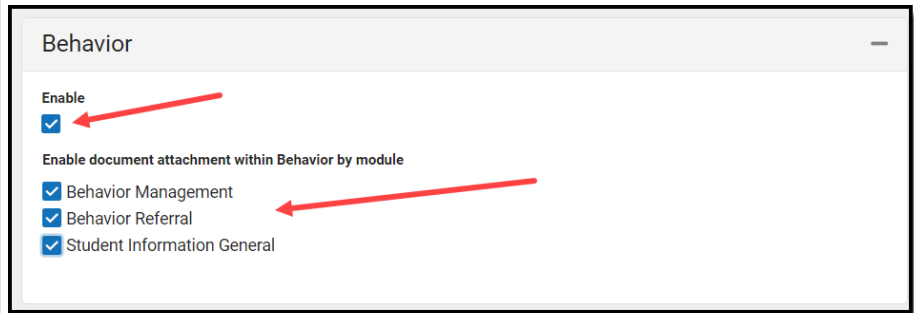 Behavior
Enable
Enable document attachment within Behavior by module
Behavior Management
Behavior Referral
Student Information General